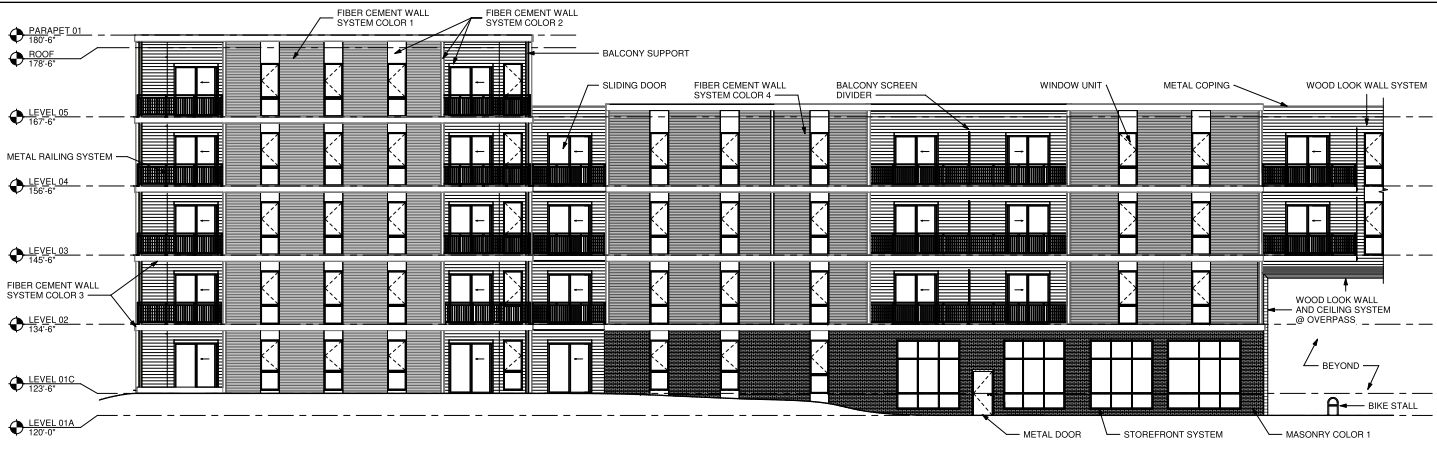 FIBER CEMENT WALL
SYSTEM COLOR 1
FIBER CEMENT WALL
SYSTEM COLOR 2
PARAPET 01
180'-6"
ROOF
178'-6"
BALCONY SUPPORT
SLIDING DOOR
FIBER CEMENT WALL
SYSTEM COLOR 4
BALCONY SCREEN
DIVIDER
WINDOW UNIT
METAL COPING
WOOD LOOK WALL SYSTEM
LEVEL 05
167'-6"
METAL RAILING SYSTEM
LEVEL 04
156'-6"
LEVEL 03
145'-6"
FIBER CEMENT WALL
SYSTEM COLOR 3
WOOD LOOK WALL
AND CEILING SYSTEM
@ OVERPASS
LEVEL 02
134'-6"
BEYOND
LEVEL 01C
123'-6"
BIKE STALL
LEVEL 01A
120'-0"
METAL DOOR
STOREFRONT SYSTEM
MASONRY COLOR 1